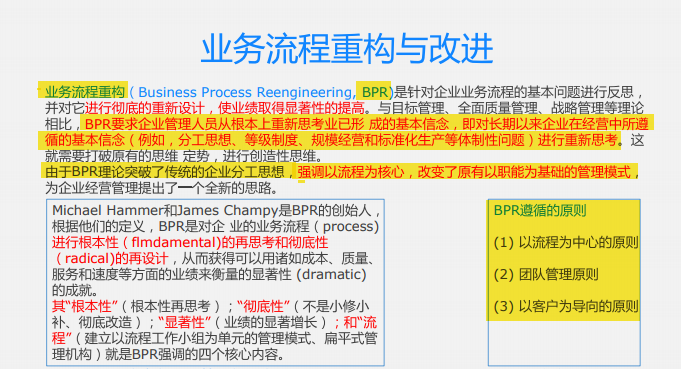 业务流程重构与改进
业务流程重构（Business Process Reengineering, BPR)是针对企业业务流程的基本问题进行反思，
并对它进行彻底的重新设计，使业绩取得显著性的提高。与目标管理、全面质量管理、战略管理等理论
相比，BPR要求企业管理人员从根本上重新思考业已形 成的基本信念，即对长期以来企业在经营中所遵
循的基本信念（例如，分工思想、等级制度、规模经营和标准化生产等体制性问题）进行重新思考。这
就需要打破原有的思维 定势，进行创造性思维。
由于BPR理论突破了传统的企业分工思想，强调以流程为核心，改变了原有以职能为基础的管理模式，
为企业经营管理提出了一个全新的思路。
Michael Hammer和James Champy是BPR的创始人，
根据他们的定义，BPR是对企 业的业务流程（process)
进行根本性（flmdamental)的再思考和彻底性
（radical)的再设计，从而获得可以用诸如成本、质量、
服务和速度等方面的业绩来衡量的显著性 (dramatic)
的成就。
其“根本性”（根本性再思考）；“彻底性”（不是小修小
补、彻底改造）；“显著性”（业绩的显著增长）；和“流
程”（建立以流程工作小组为单元的管理模式、扁平式管
理机构）就是BPR强调的四个核心内容。
BPR遵循的原则
(1) 以流程为中心的原则
(2) 团队管理原则
(3) 以客户为导向的原则